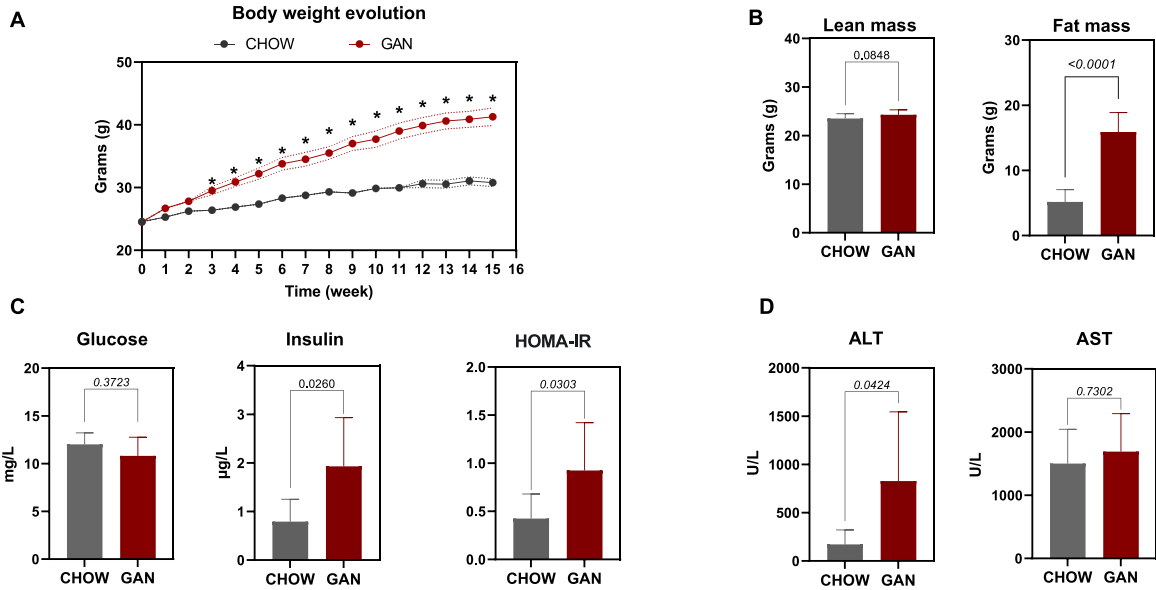 A
Body weight evolution
CHOW GAN
50
40
30
20
Grams (g)
* * * * * * * * * * * * *
0 1 2 3 4 5 6 7 8 9 10 11 12 13 14 15 16
Time (week)
B
Lean mass
40
30
20
10
0
Grams (g)
0.0848
CHOW GAN
Fat mass
30
20
10
0
Grams (g)
<0.0001
CHOW GAN
C
Glucose
20
15
10
5
0
mg/L
0.3723
CHOW GAN
Insulin
4
3
2
1
0
µg/L
0.0260
CHOW GAN
HOMA-IR
2.0
1.5
1.0
0.5
0.0
0.0303
CHOW GAN
D
ALT
2000
1500
1000
500
0
U/L
0.0424
CHOW GAN
AST
3000
2000
1000
0
U/L
0.7302
CHOW GAN